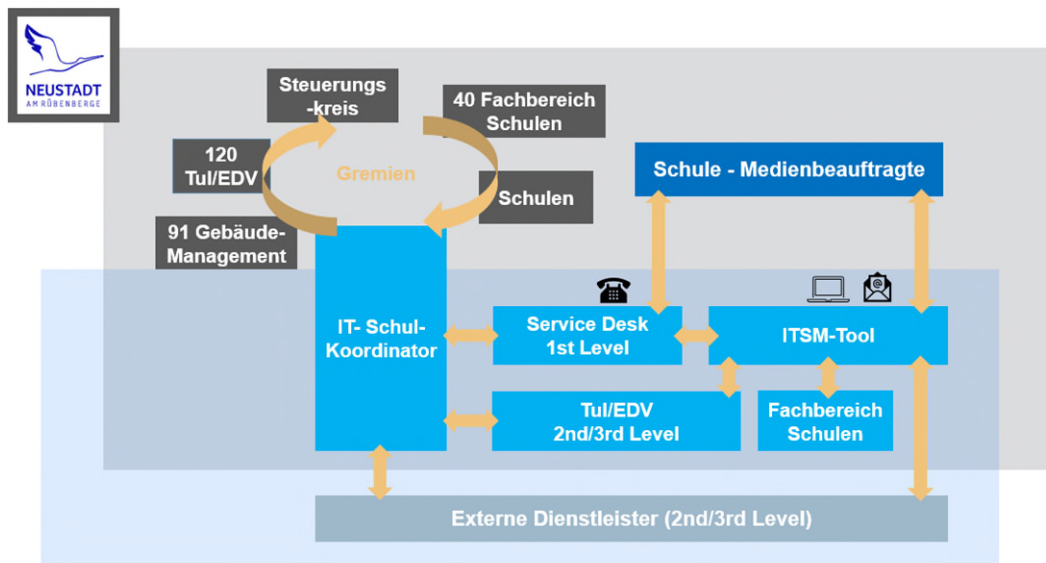 NEUSTADT
AM RÜBENBERGE
Steuerungs
-kreis
40 Fachbereich
Schulen
120
TuI/EDV
Gremien
Schulen
91 Gebäude-
Management
Schule - Medienbeauftragte
IT- Schul-
Koordinator
Service Desk
1st Level
ITSM-Tool
TuI/EDV
2nd/3rd Level
Fachbereich
Schulen
Externe Dienstleister (2nd/3rd Level)